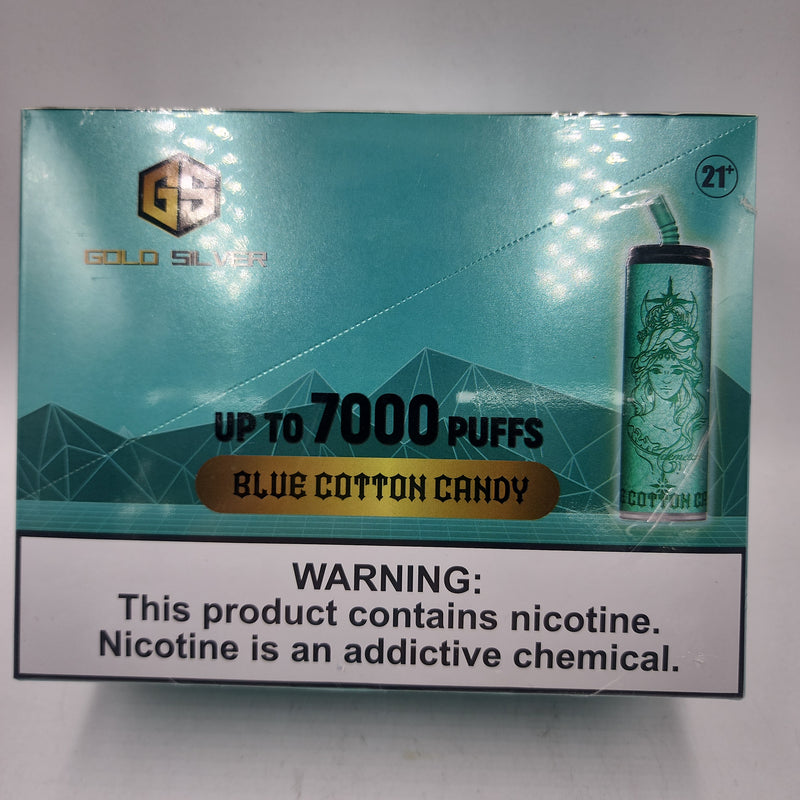 GS
GOLD SILVER
21+
UP TO 7000 PUFFS
BLUE COTTON CANDY
COTTON
WARNING:
This product contains nicotine.
Nicotine is an addictive chemical.